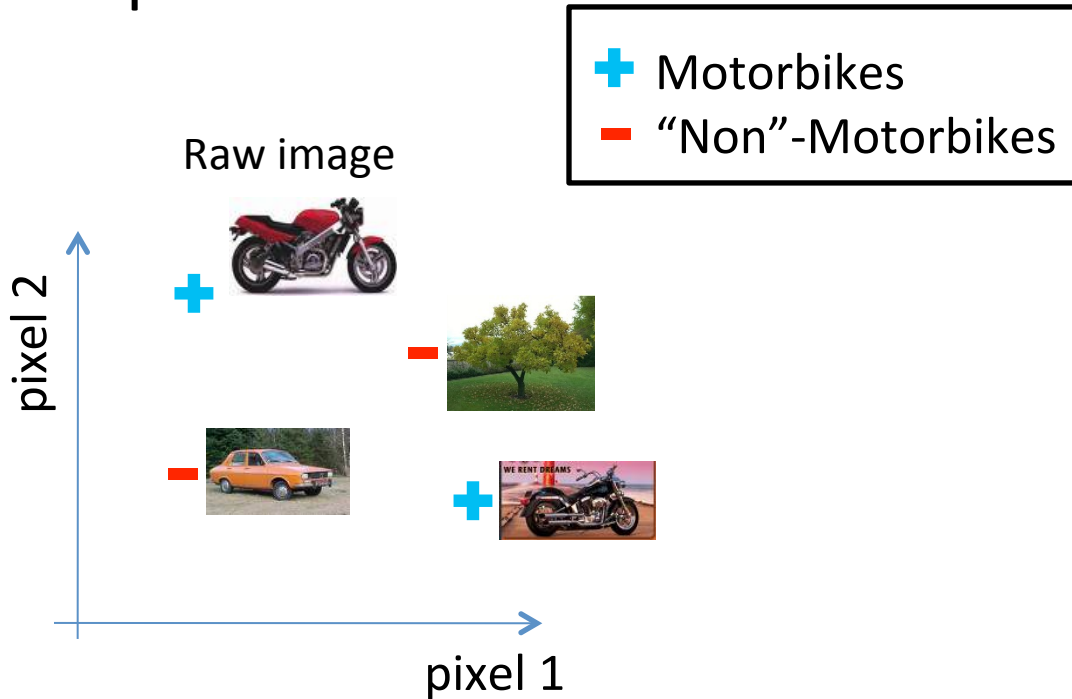 Motorbikes
“Non”-Motorbikes
Raw image
pixel 2
WE RENT DREAMS
pixel 1